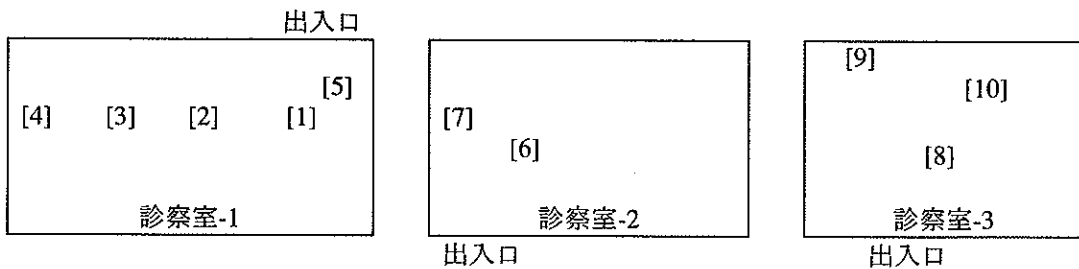 出入口
[4] [3] [2] [1] [5]
診察室-1
[7]
[6]
診察室-2
出入口
[9]
[10]
[8]
診察室-3
出入口